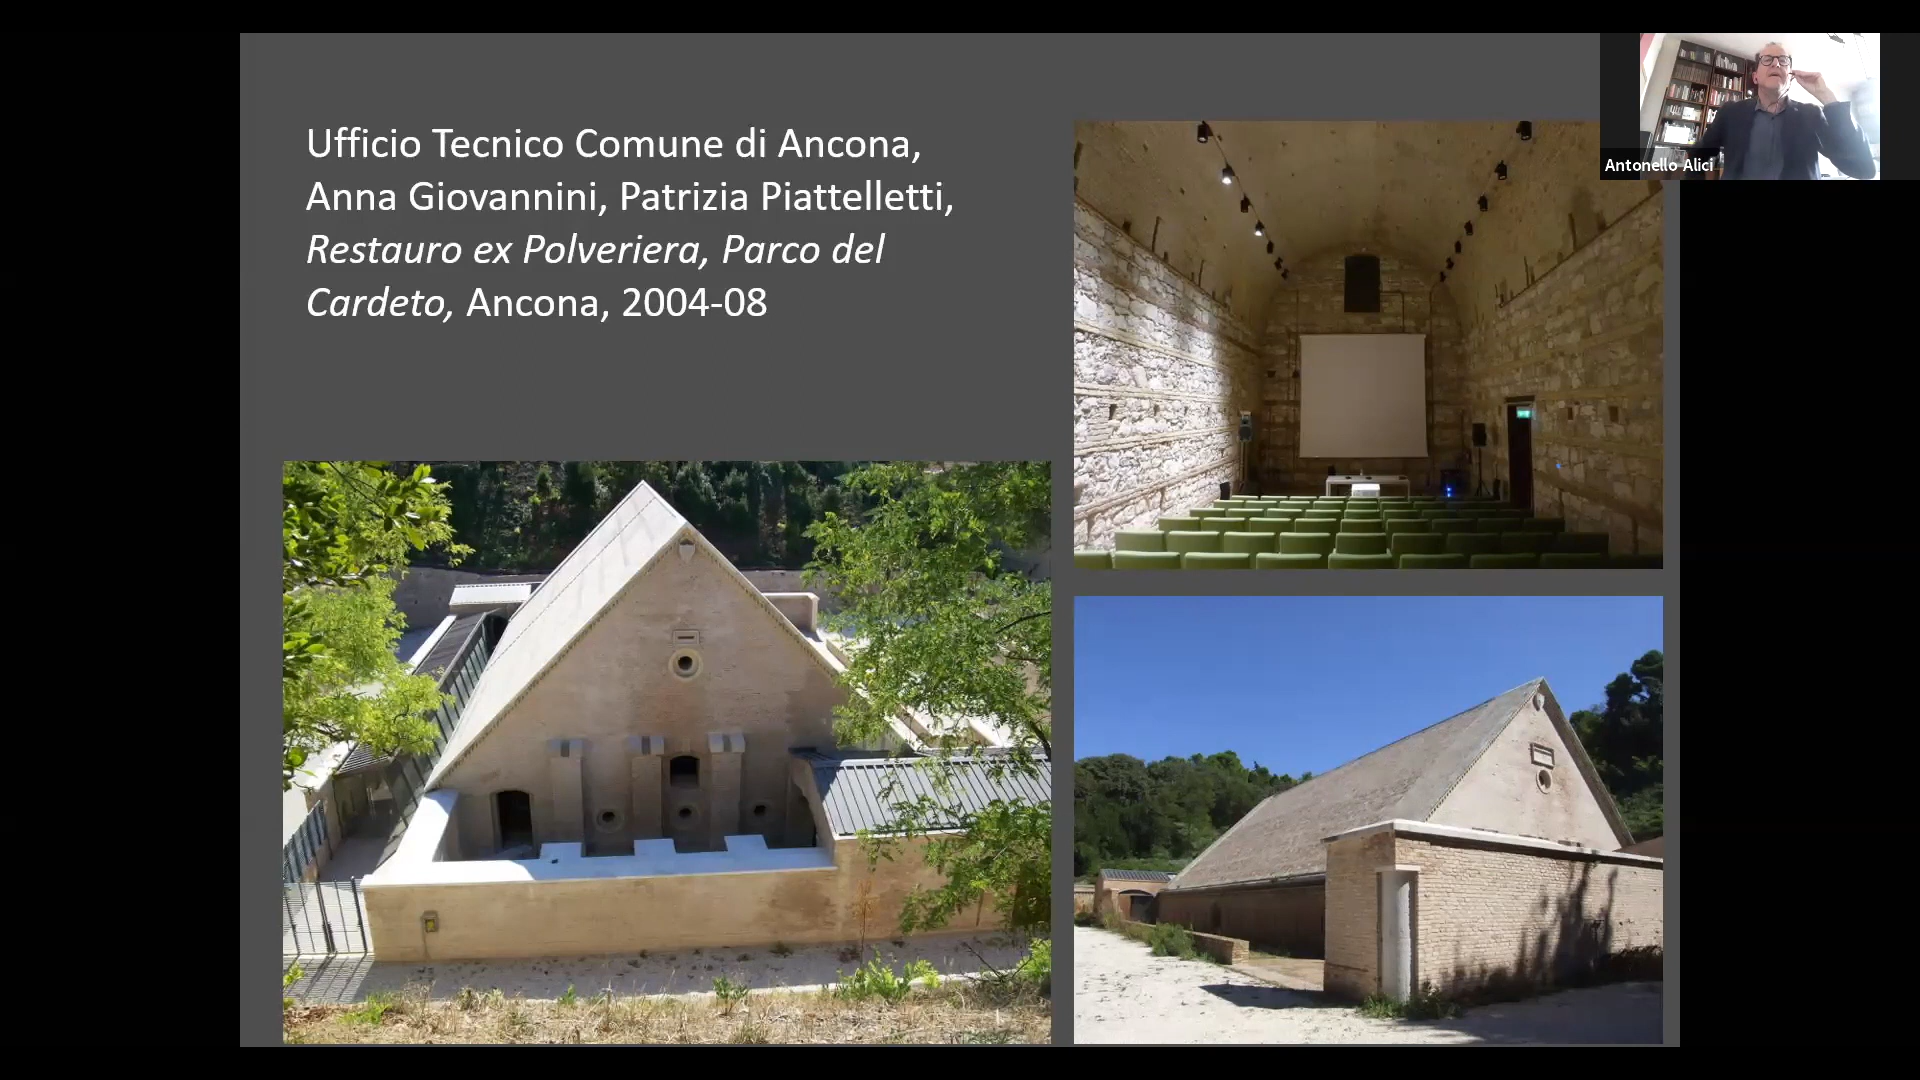 Ufficio Tecnico Comune di Ancona,
Anna Giovannini, Patrizia Piattelletti,
Restauro ex Polveriera, Parco del
Cardeto, Ancona, 2004-08
Antonello Alici